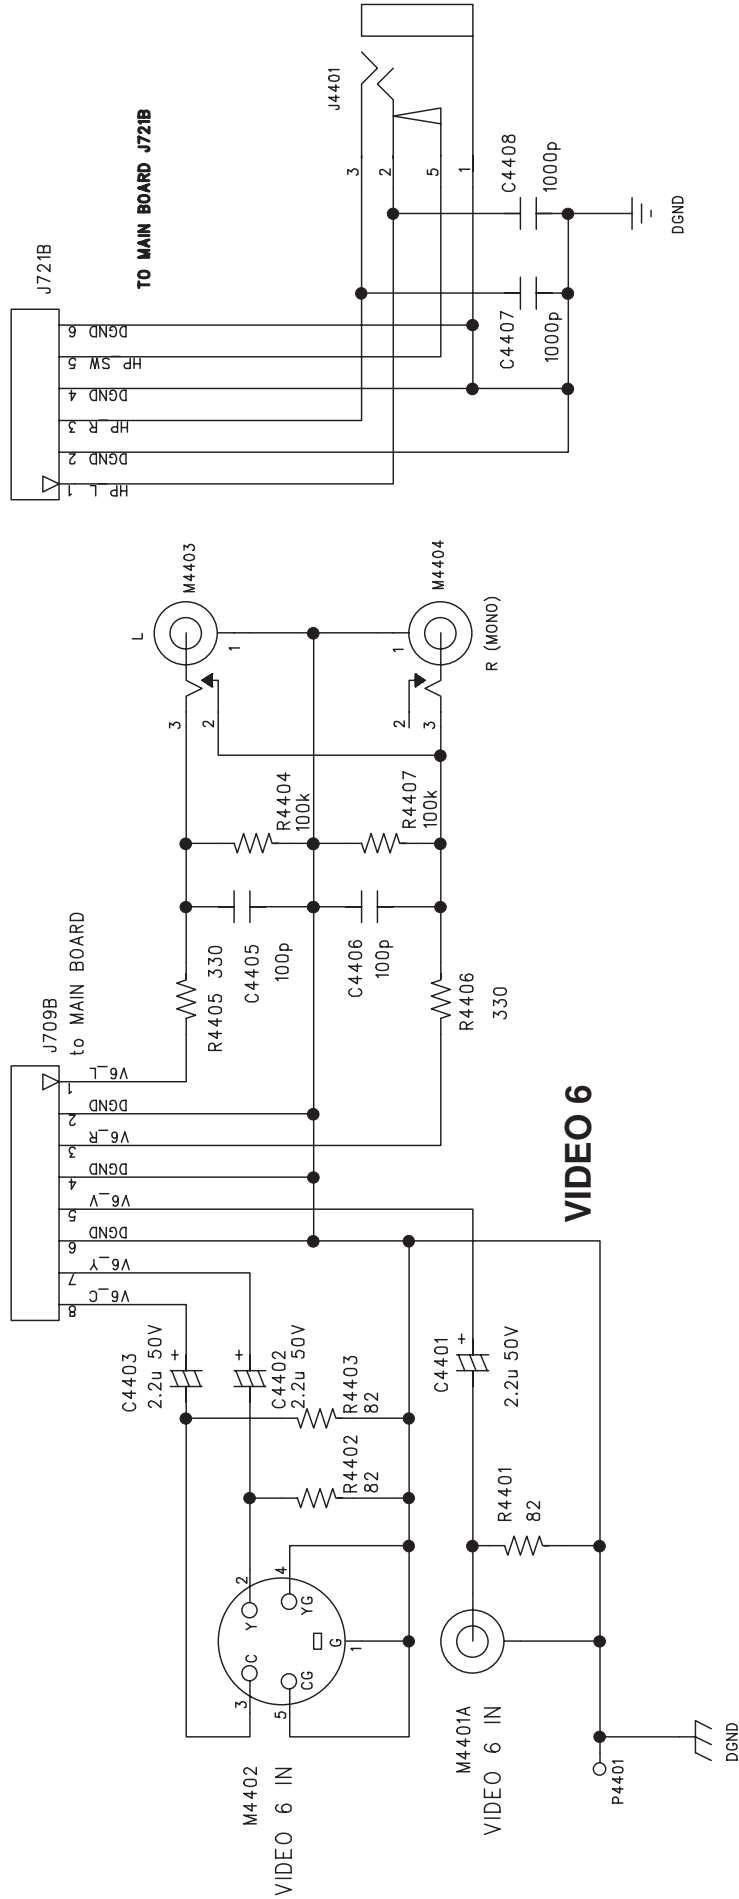 J4401
3
2
5
1
C4408
1000p
C4407
1000p
DGND
TO MAIN BOARD J721B
J721B
6 DGND
5 HP_SW
4 DGND
3 HP_R
2 DGND
1 HP_L
L
M4403
1
3
2
M4404
R (MONO)
1
2
3
R4404
100k
R4407
100k
R4405 330
C4405
100p
C4406
100p
R4406
330
J709B
to MAIN BOARD
1 V6_L
2 DGND
3 V6_R
4 DGND
5 V6_V
6 DGND
7 V6_Y
8 V6_C
VIDEO 6
C4403
2.2u 50V
+
C4402
2.2u 50V
+
C4401
2.2u 50V
+
R4403
82
R4402
82
R4401
82
2
4
Y
YG
C
CG
G
1
3
5
M4402
VIDEO 6 IN
M4401A
VIDEO 6 IN
P4401
DGND